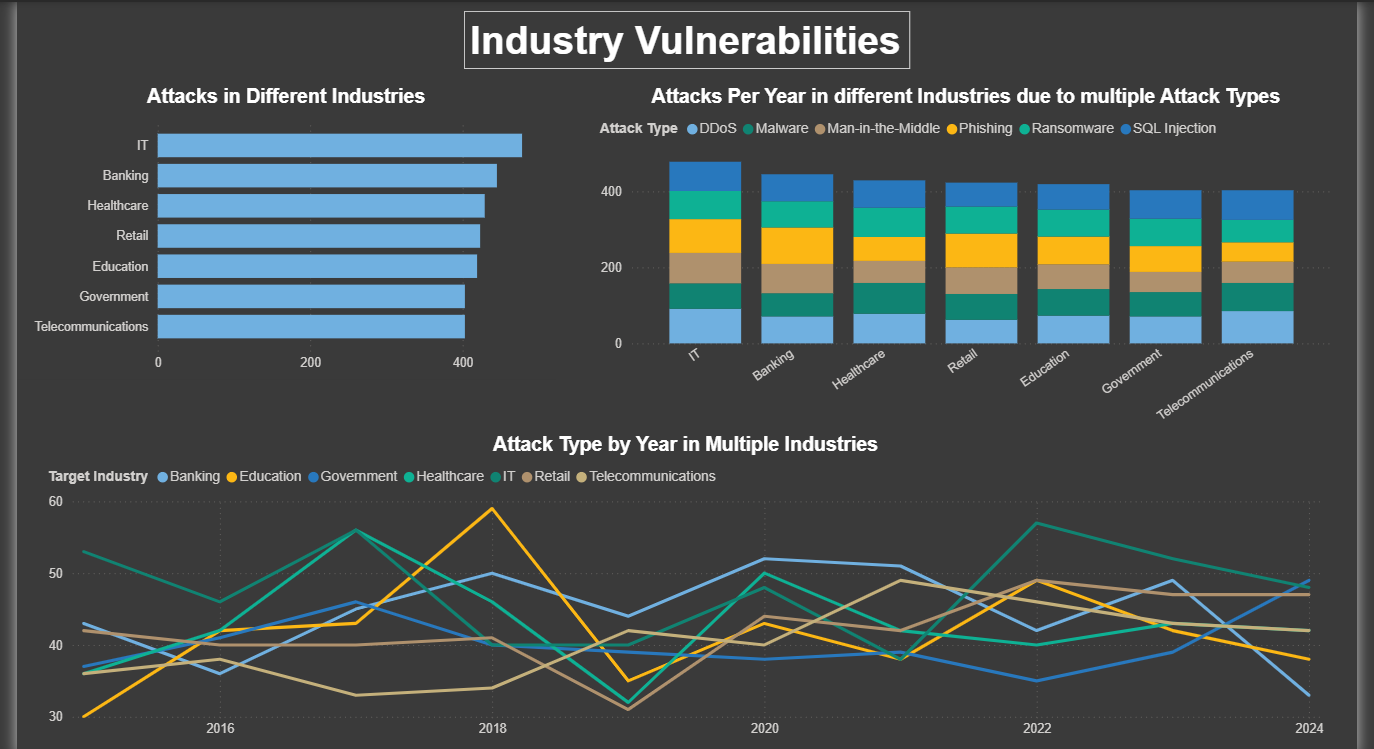 Industry Vulnerabilities
Attacks in Different Industries
IT
Banking
Healthcare
Retail
Education
Government
Telecommunications
0 200 400
Attacks Per Year in different Industries due to multiple Attack Types
Attack Type DDoS Malware Man-in-the-Middle Phishing Ransomware SQL Injection
400
200
0
IT Banking Healthcare Retail Education Government Telecommunications
Attack Type by Year in Multiple Industries
Target Industry Banking Education Government Healthcare IT Retail Telecommunications
60
50
40
30
2016 2018 2020 2022 2024